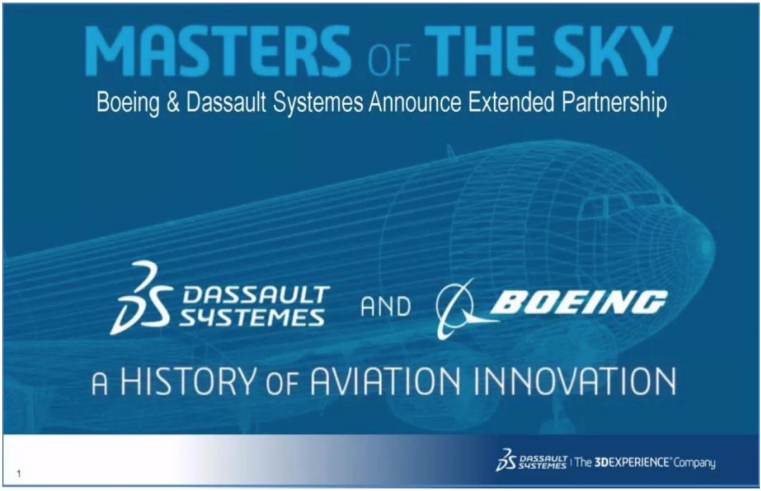 MASTERS OF THE SKY
Boeing & Dassault Systemes Announce Extended Partnership
DASSAULT
SYSTEMES
AND
BOEING
A HISTORY OF AVIATION INNOVATION
1
DASSAULT
SYSTEMES
The 3DEXPERIENCE® Company